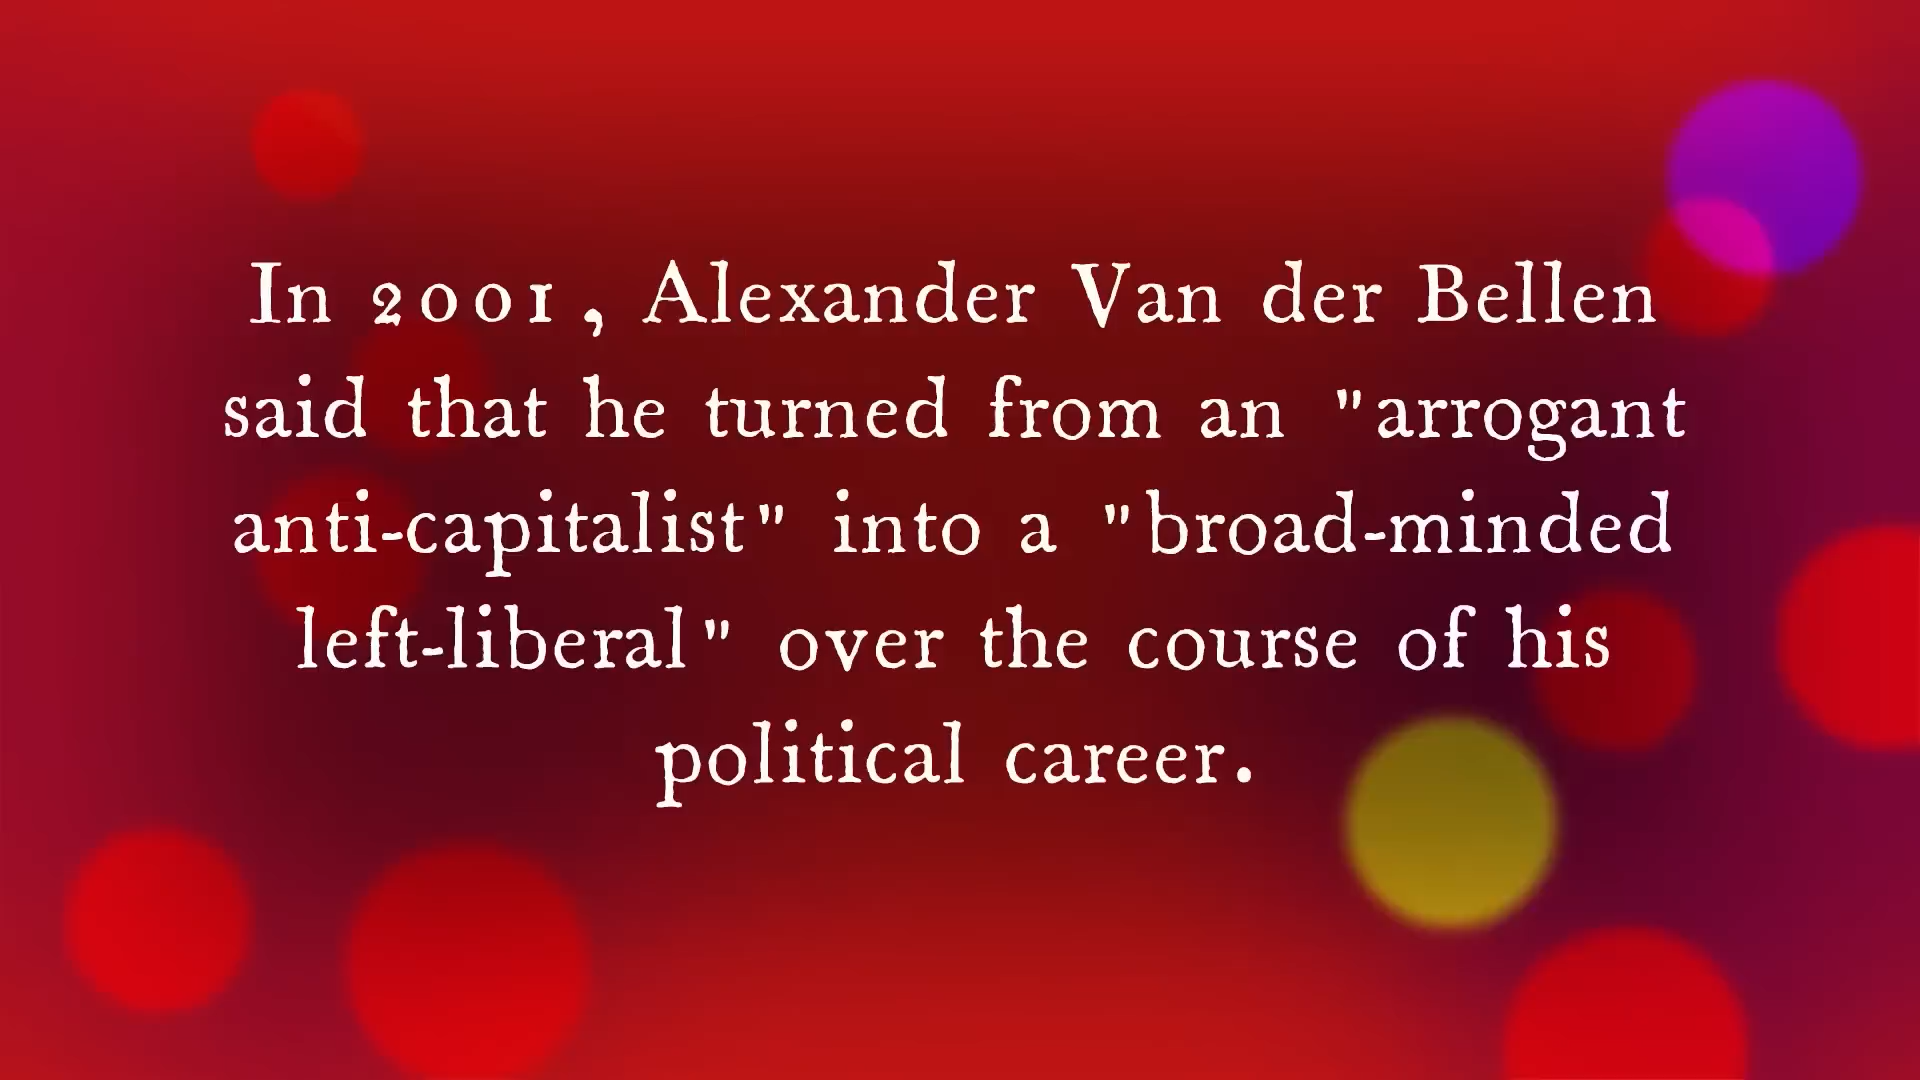 In 2001, Alexander Van der Bellen
said that he turned from an "arrogant
anti-capitalist" into a "broad-minded
left-liberal" over the course of his
political career.